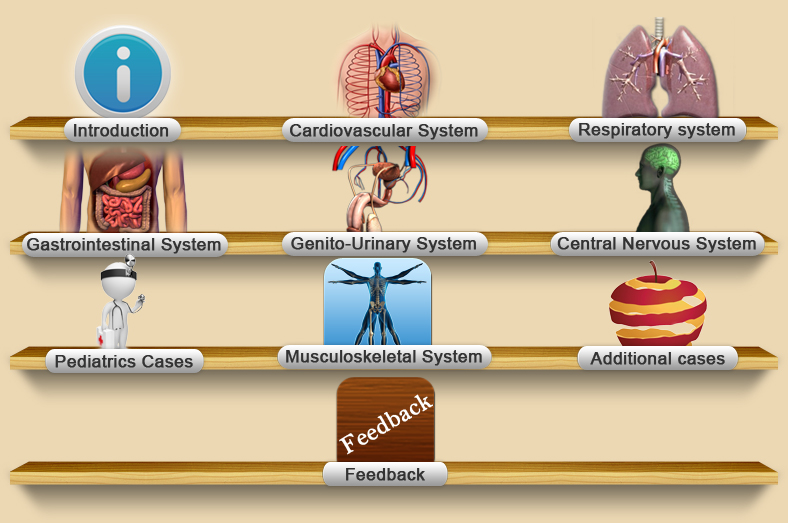 i
Introduction
Cardiovascular System
Respiratory system
Gastrointestinal System
Genito-Urinary System
Central Nervous System
Pediatrics Cases
Musculoskeletal System
Additional cases
Feedback
Feedback